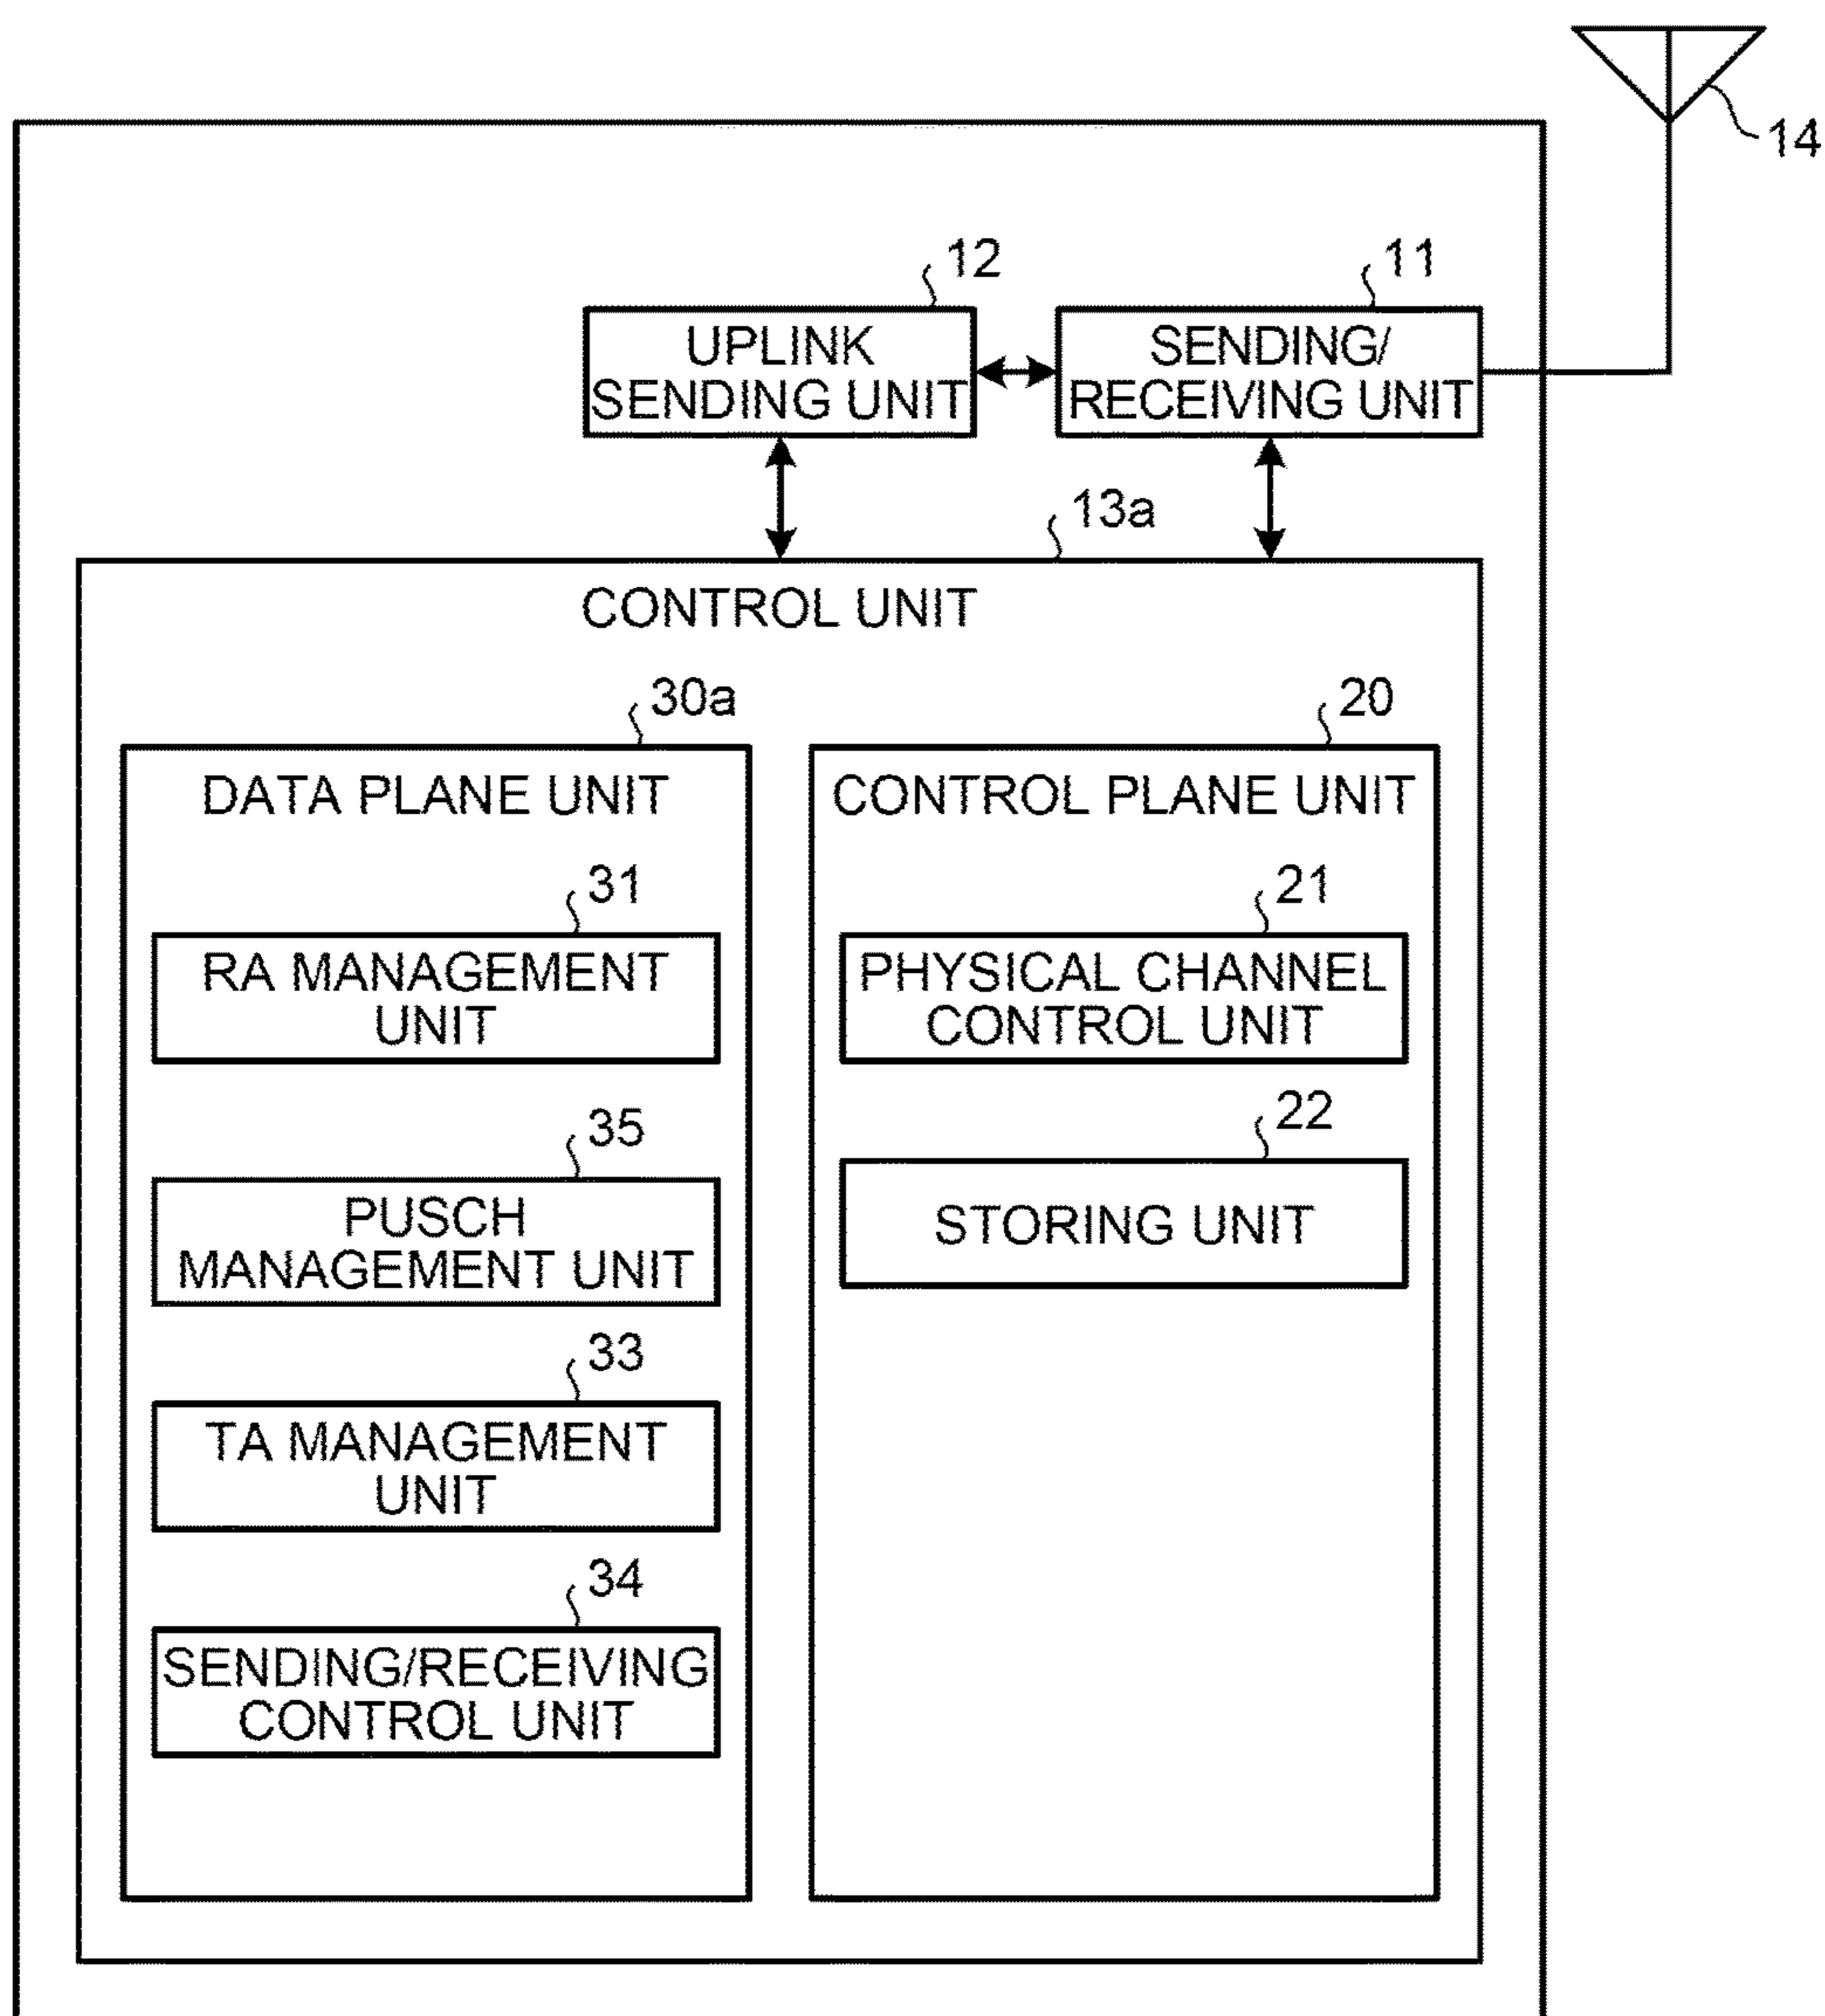 14
12
11
UPLINK
SENDING UNIT
SENDING/
RECEIVING UNIT
13a
CONTROL UNIT
30a
20
DATA PLANE UNIT
CONTROL PLANE UNIT
31
21
RA MANAGEMENT
UNIT
PHYSICAL CHANNEL
CONTROL UNIT
35
22
PUSCH
MANAGEMENT UNIT
STORING UNIT
33
TA MANAGEMENT
UNIT
34
SENDING/RECEIVING
CONTROL UNIT